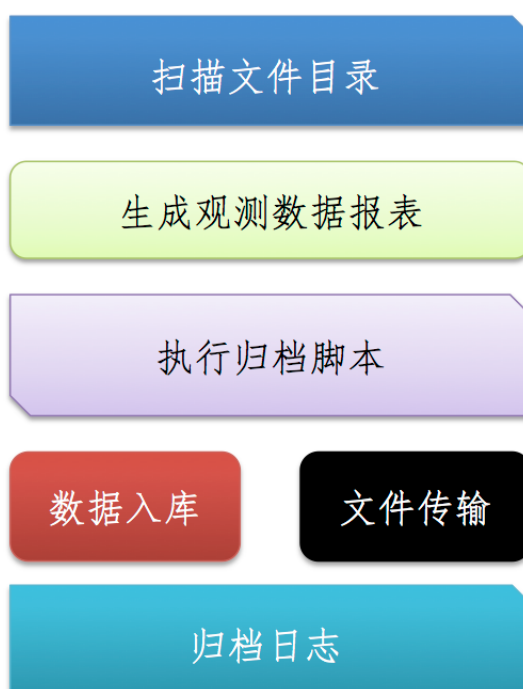 扫描文件目录
生成观测数据报表
执行归档脚本
数据入库
文件传输
归档日志